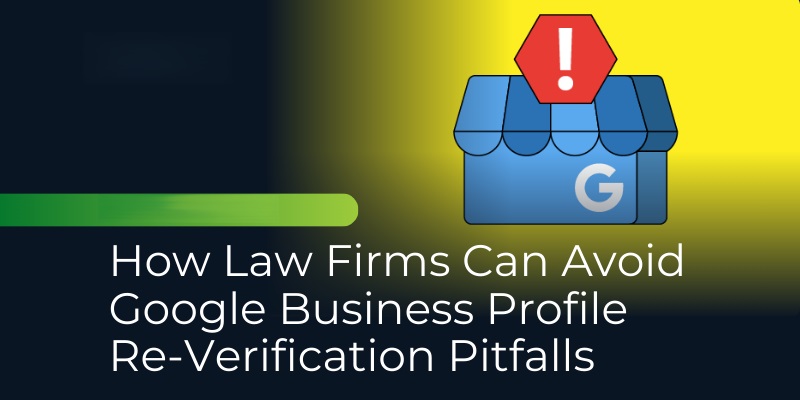 !
G
How Law Firms Can Avoid
Google Business Profile
Re-Verification Pitfalls